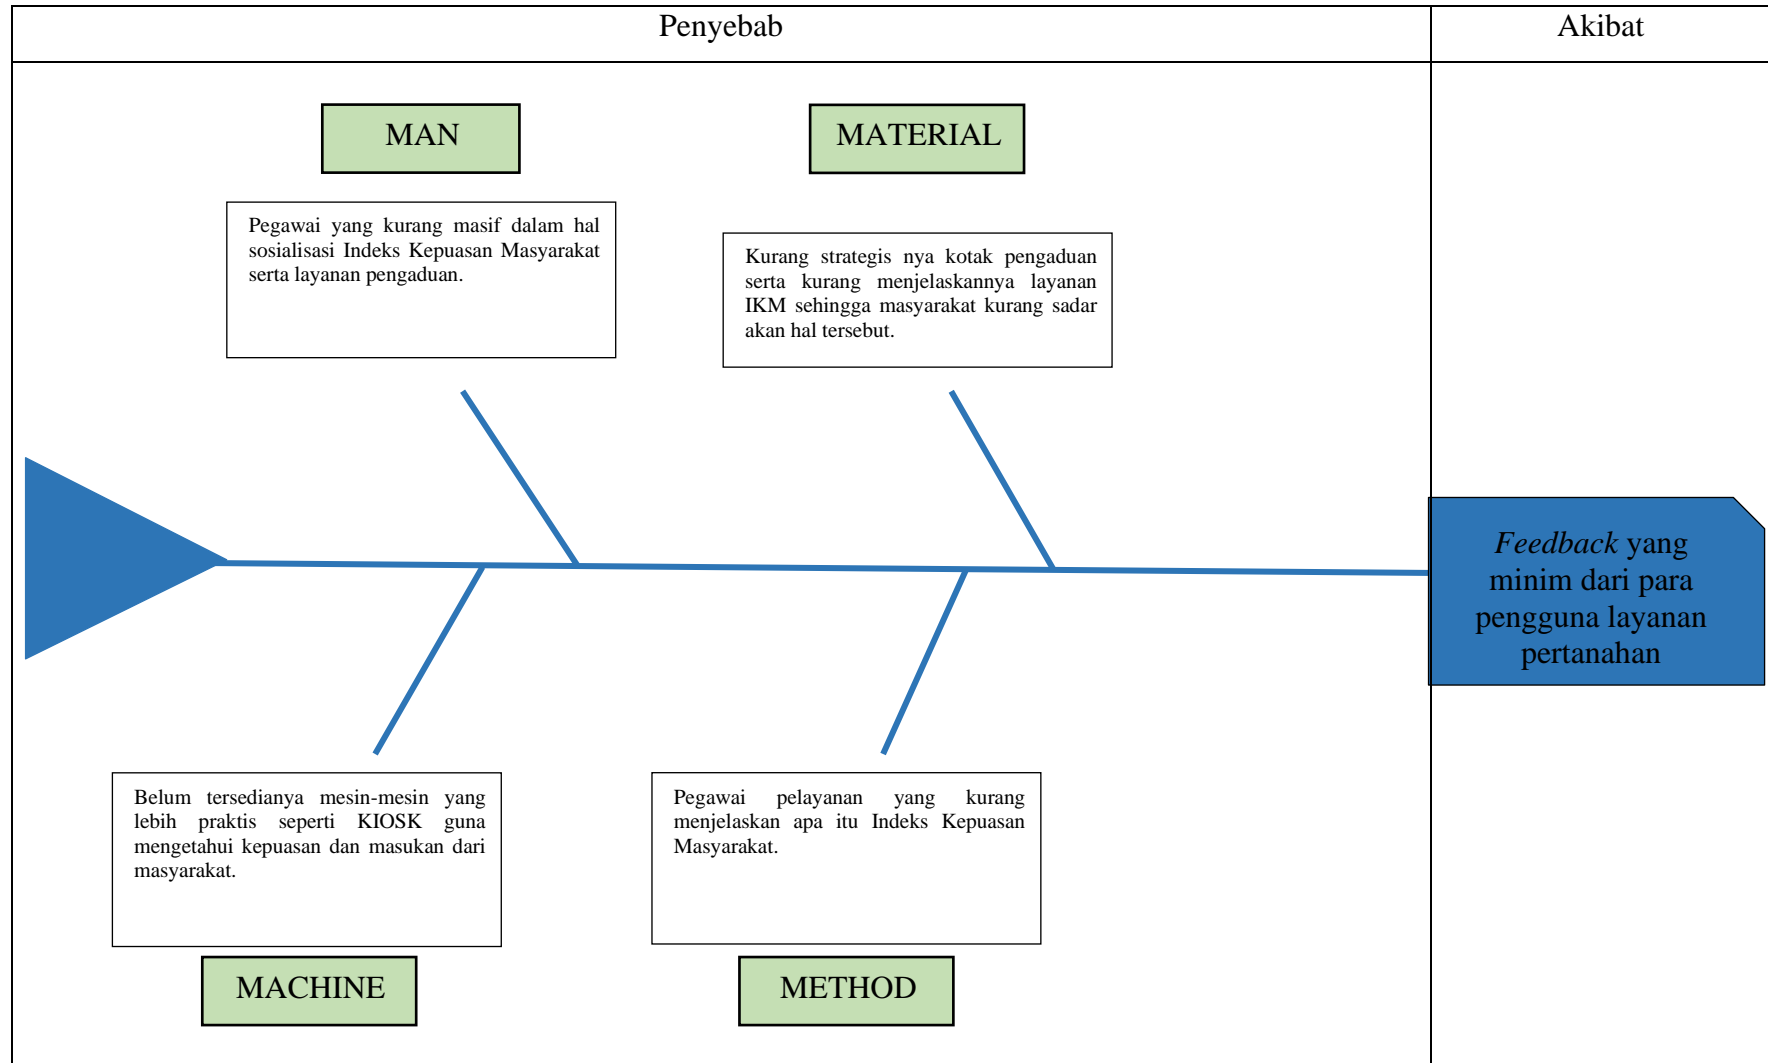 Penyebab
Akibat
MAN
MATERIAL
Pegawai yang kurang masif dalam hal
sosialisasi Indeks Kepuasan Masyarakat
serta layanan pengaduan.
Kurang strategis nya kotak pengaduan
serta kurang menjelaskannya layanan
IKM sehingga masyarakat kurang sadar
akan hal tersebut.
Feedback yang
minim dari para
pengguna layanan
pertanahan
Belum tersedianya mesin-mesin yang
lebih praktis seperti KIOSK guna
mengetahui kepuasan dan masukan dari
masyarakat.
Pegawai pelayanan yang kurang
menjelaskan apa itu Indeks Kepuasan
Masyarakat.
MACHINE
METHOD